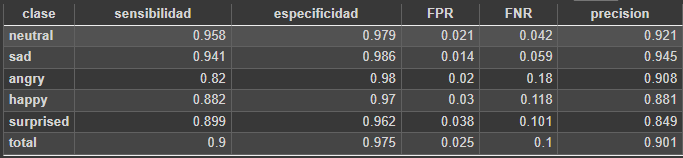 clase sensibilidad especificidad FPR FNR precision
neutral 0.958 0.979 0.021 0.042 0.921
sad 0.941 0.986 0.014 0.059 0.945
angry 0.82 0.98 0.02 0.18 0.908
happy 0.882 0.97 0.03 0.118 0.881
surprised 0.899 0.962 0.038 0.101 0.849
total 0.9 0.975 0.025 0.1 0.901